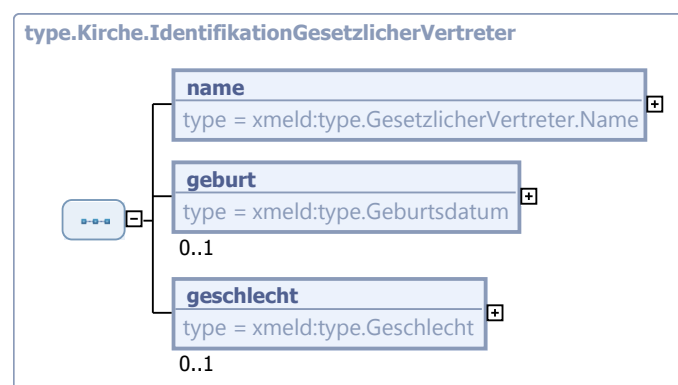 type.Kirche.IdentifikationGesetzlicherVertreter
name
type = xmeld:type.GesetzlicherVertreter.Name
geburt
type = xmeld:type.Geburtsdatum
0..1
geschlecht
type = xmeld:type.Geschlecht
0..1